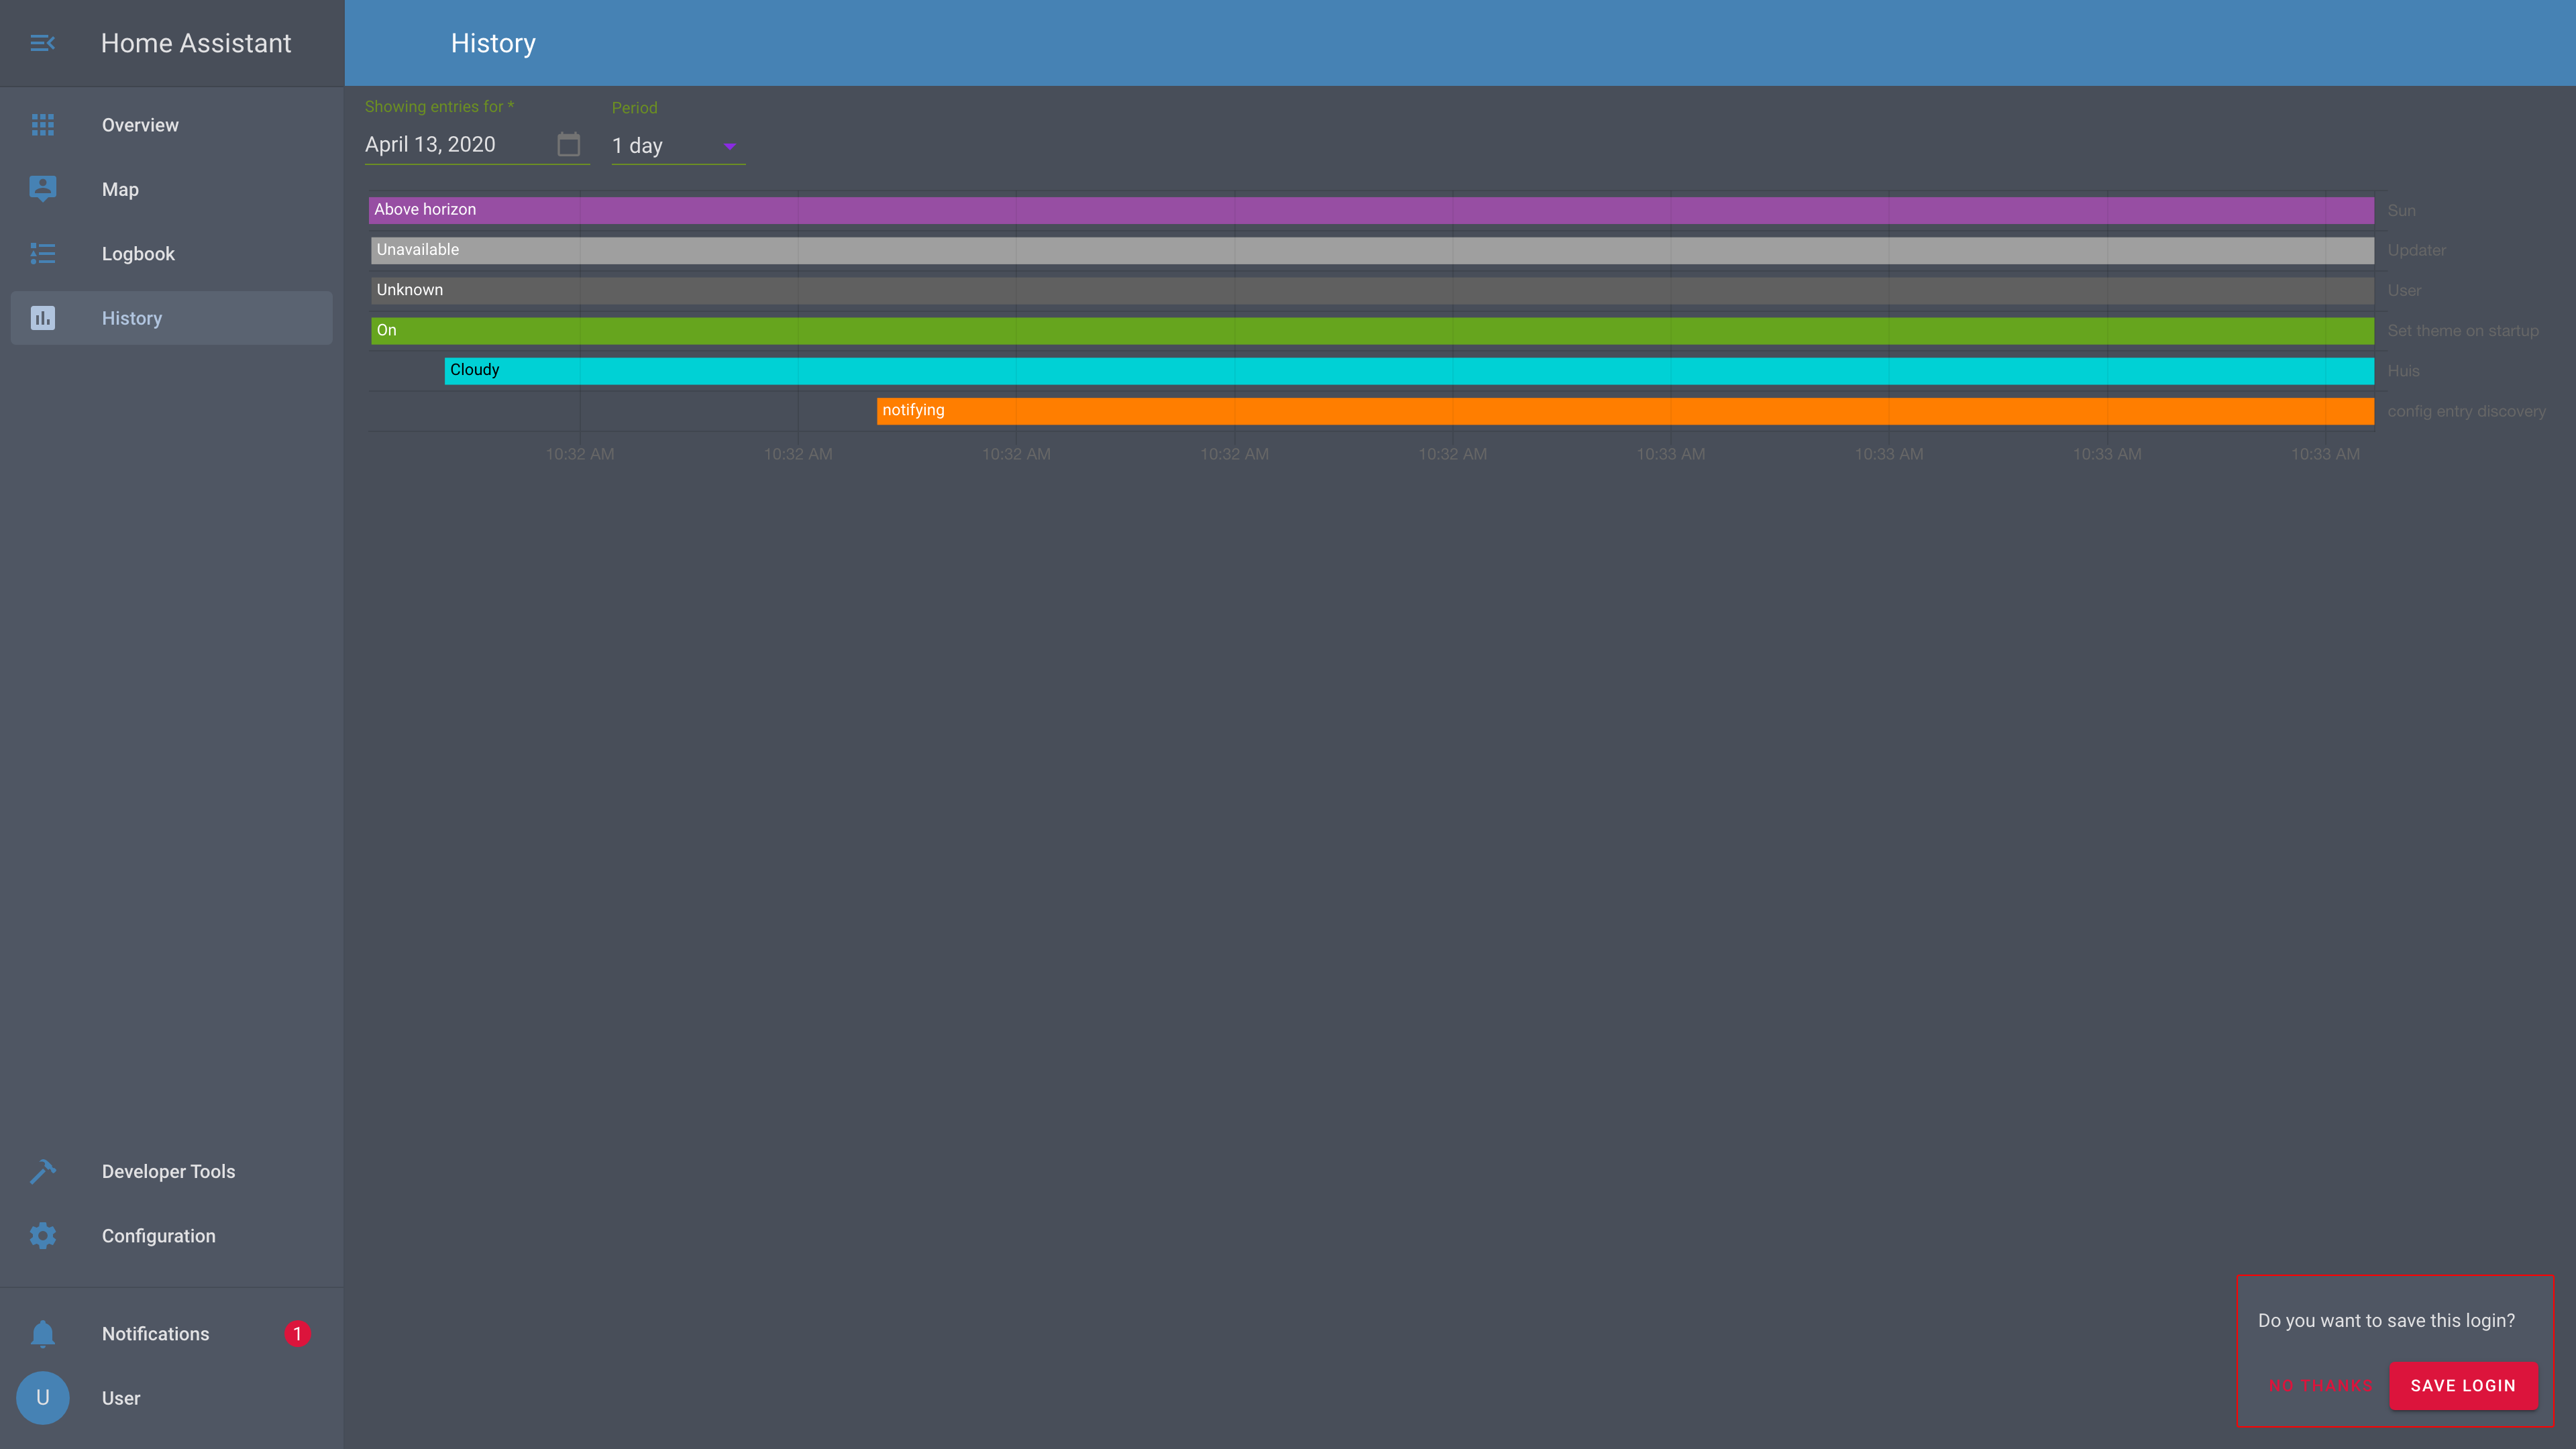 Home Assistant
History
Overview
Map
Logbook
History
Developer Tools
Configuration
Notifications
1
U
User
Showing entries for *
April 13, 2020
Period
1 day
Above horizon
Sun
Unavailable
Updater
Unknown
User
On
Set theme on startup
Cloudy
Huis
notifying
config entry discovery
10:32 AM 10:32 AM 10:32 AM 10:32 AM 10:32 AM 10:33 AM 10:33 AM 10:33 AM 10:33 AM
Do you want to save this login?
NO THANKS
SAVE LOGIN